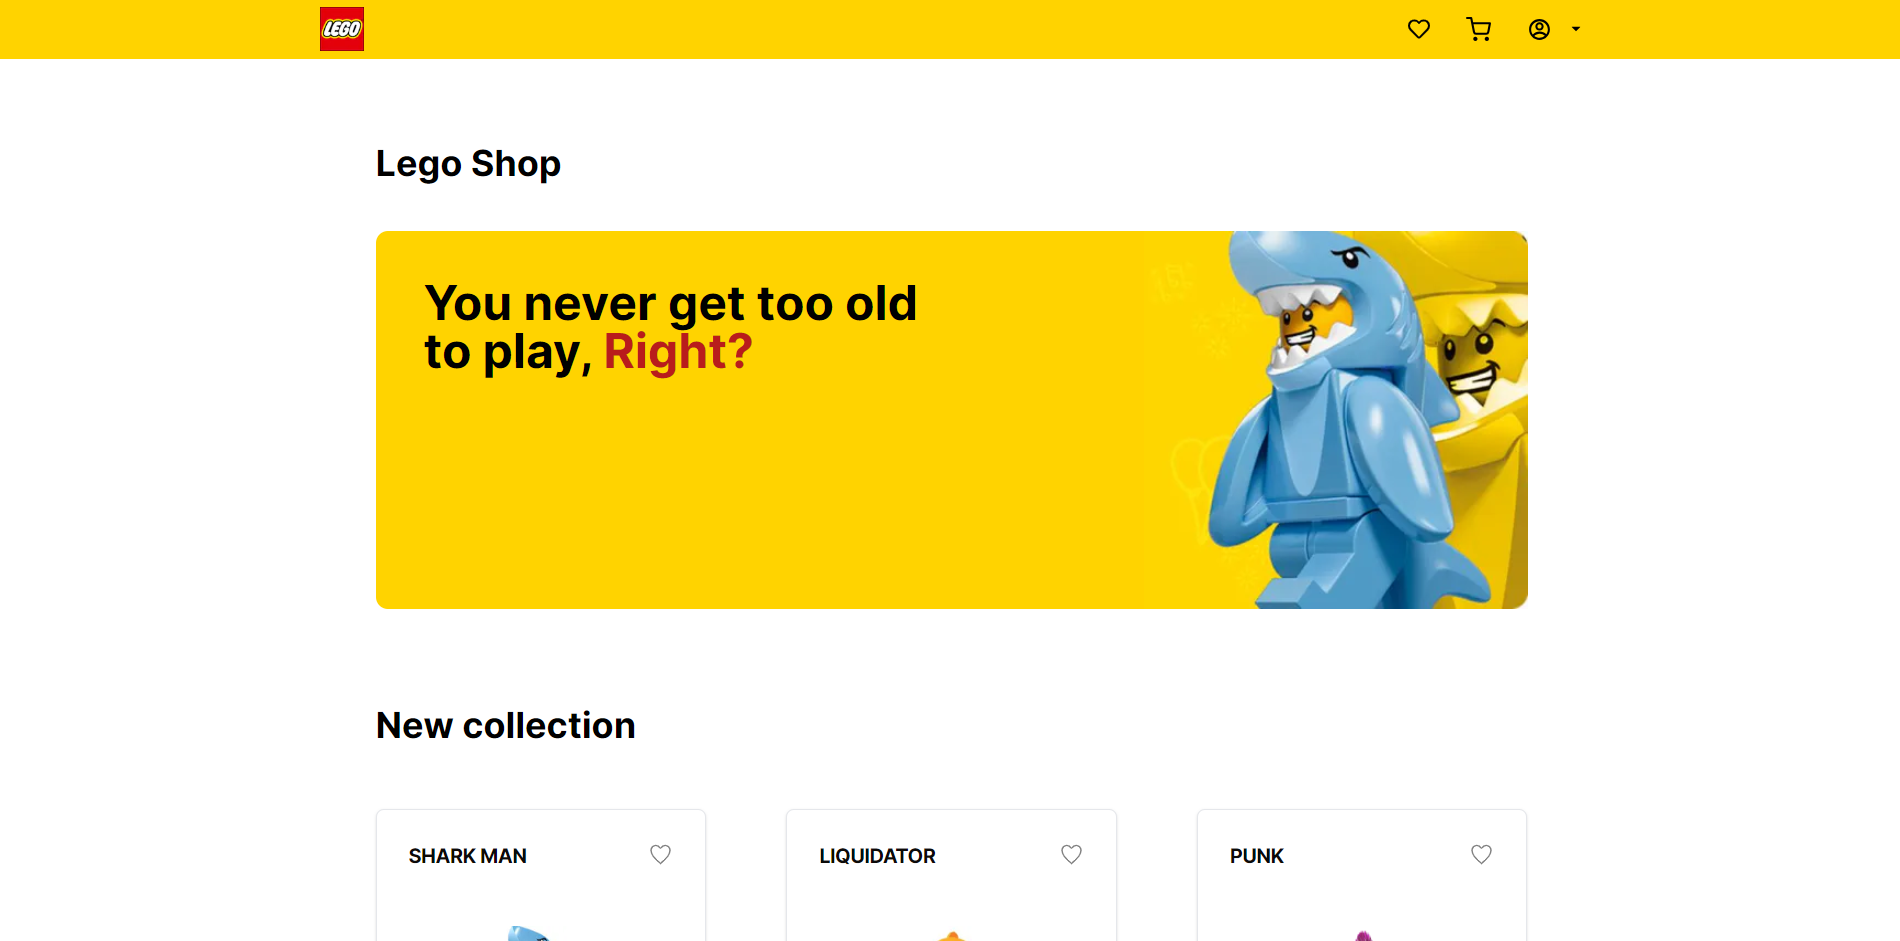 LEGO
Lego Shop
You never get too old
to play, Right?
New collection
SHARK MAN
LIQUIDATOR
PUNK